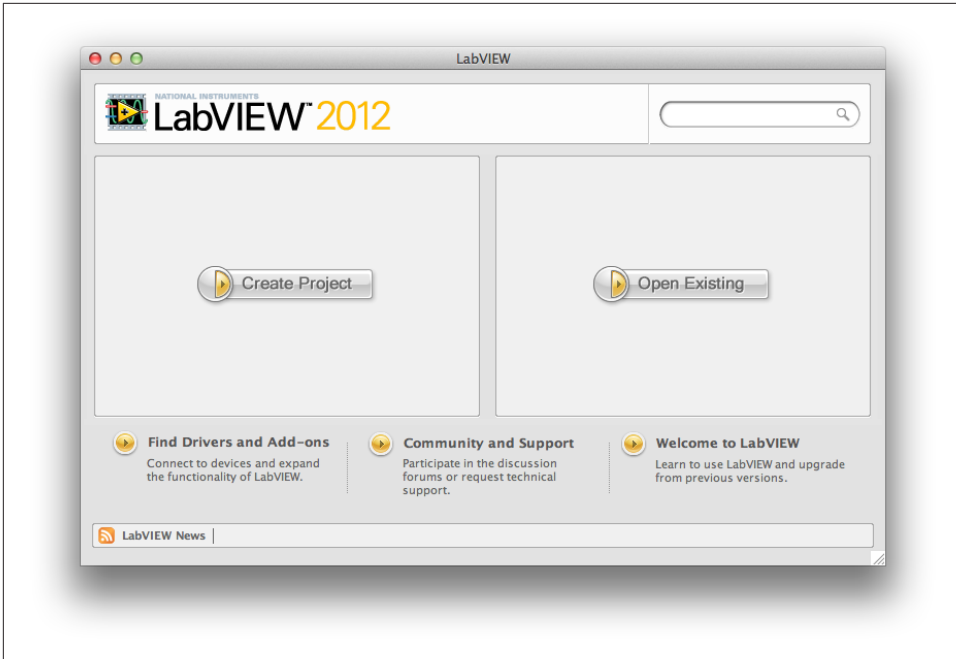 LabVIEW
NATIONAL INSTRUMENTS
LabVIEW™ 2012
Create Project
Open Existing
Find Drivers and Add-ons
Connect to devices and expand
the functionality of LabVIEW.
Community and Support
Participate in the discussion
forums or request technical
support.
Welcome to LabVIEW
Learn to use LabVIEW and upgrade
from previous versions.
LabVIEW News